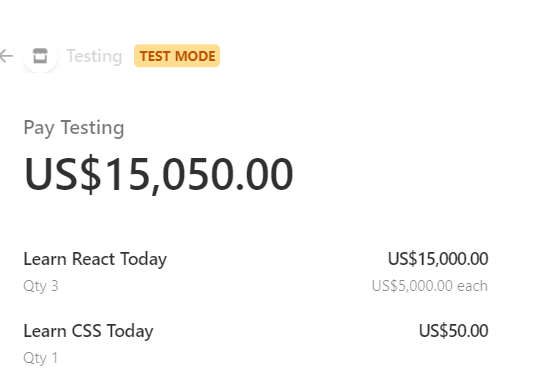 Testing TEST MODE
Pay Testing
US$15,050.00
Learn React Today US$15,000.00
Qty 3 US$5,000.00 each
Learn CSS Today US$50.00
Qty 1